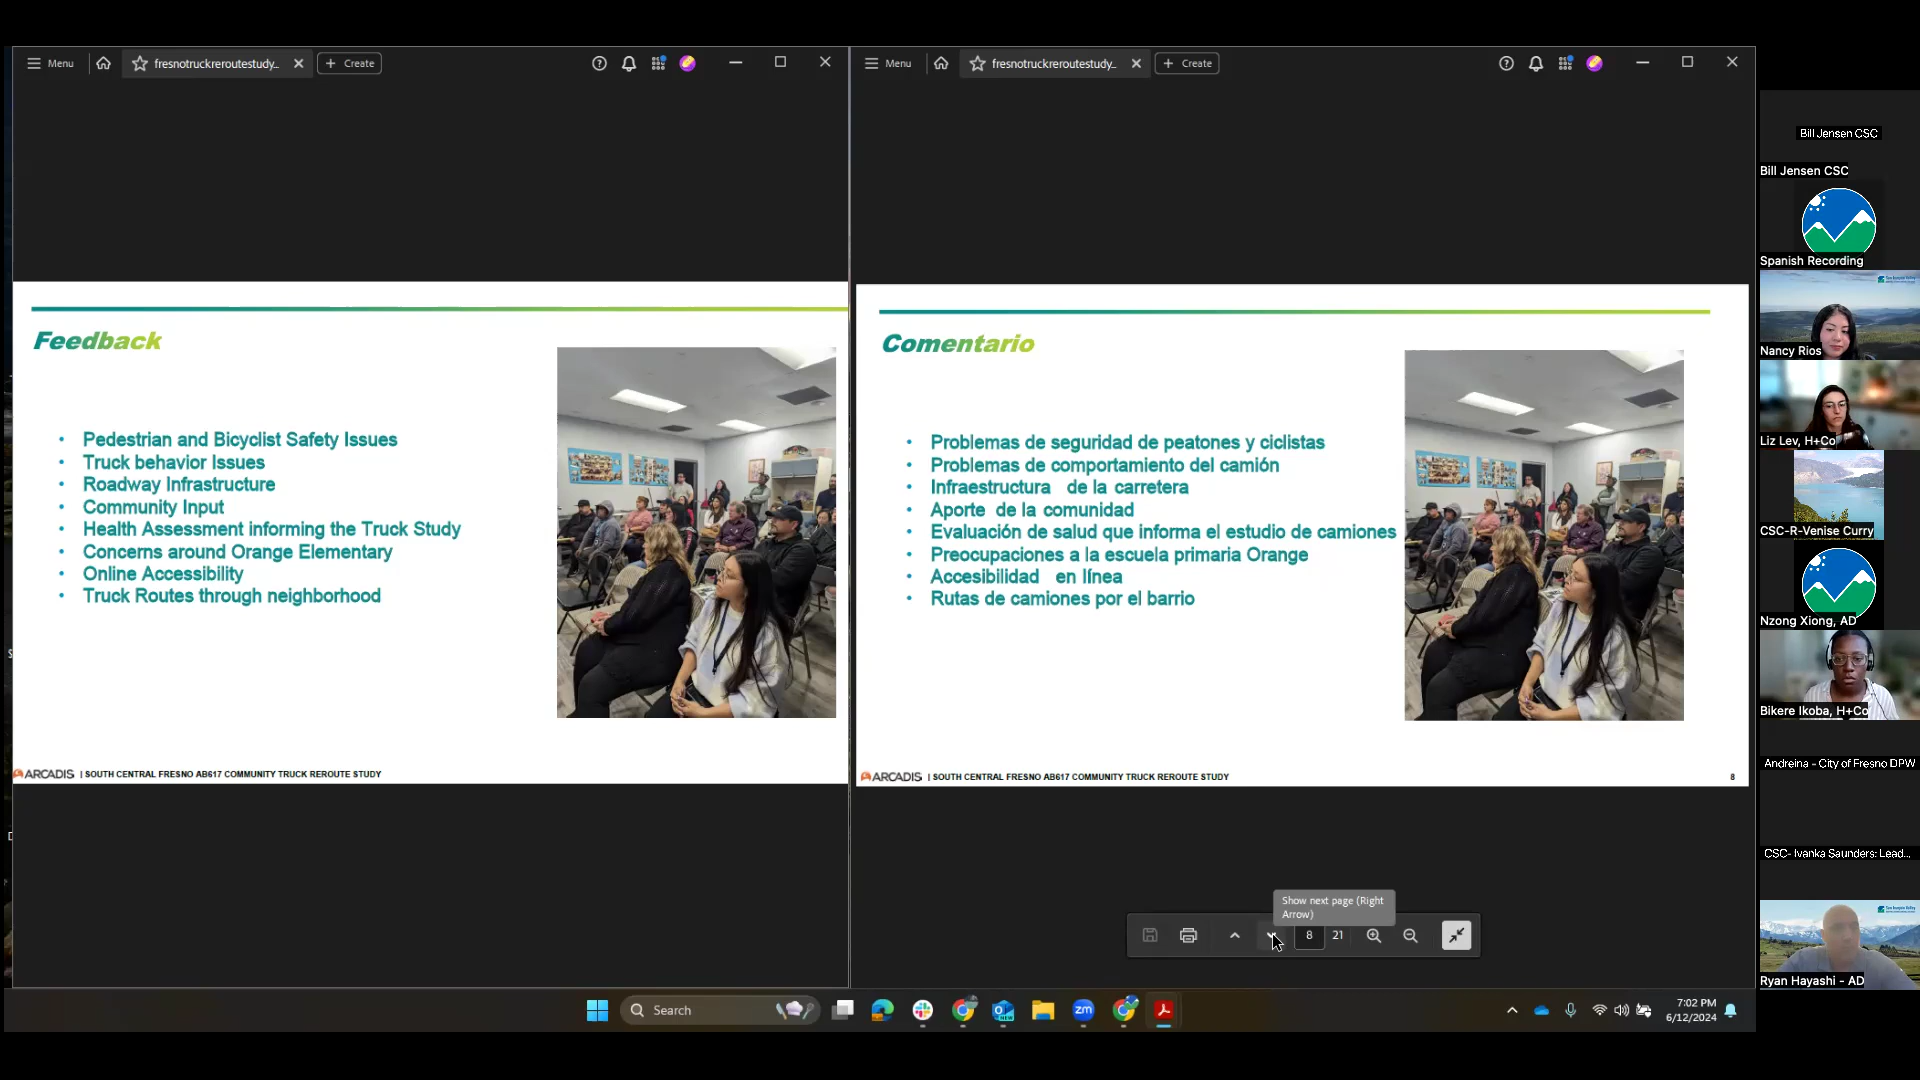 Menu
fresnotruckreroutestudy...
Create
Menu
fresnotruckreroutestudy...
Create
Feedback
• Pedestrian and Bicyclist Safety Issues
• Truck behavior Issues
• Roadway Infrastructure
• Community Input
• Health Assessment informing the Truck Study
• Concerns around Orange Elementary
• Online Accessibility
• Truck Routes through neighborhood
ARCADIS | SOUTH CENTRAL FRESNO AB617 COMMUNITY TRUCK REROUTE STUDY
Comentario
• Problemas de seguridad de peatones y ciclistas
• Problemas de comportamiento del camión
• Infraestructura de la carretera
• Aporte de la comunidad
• Evaluación de salud que informa el estudio de camiones
• Preocupaciones a la escuela primaria Orange
• Accesibilidad en línea
• Rutas de camiones por el barrio
ARCADIS | SOUTH CENTRAL FRESNO AB617 COMMUNITY TRUCK REROUTE STUDY
8
Show next page (Right
Arrow)
8 21
Search
zm
NEW
7:02 PM
6/12/2024
Bill Jensen CSC
Bill Jensen CSC
Spanish Recording
Nancy Rios
Liz Lev, H+Co
CSC-R-Venise Curry
Nzong Xiong, AD
Bikere Ikoba, H+Co
Andreina - City of Fresno DPW
CSC- Ivanka Saunders: Lead...
Ryan Hayashi - AD